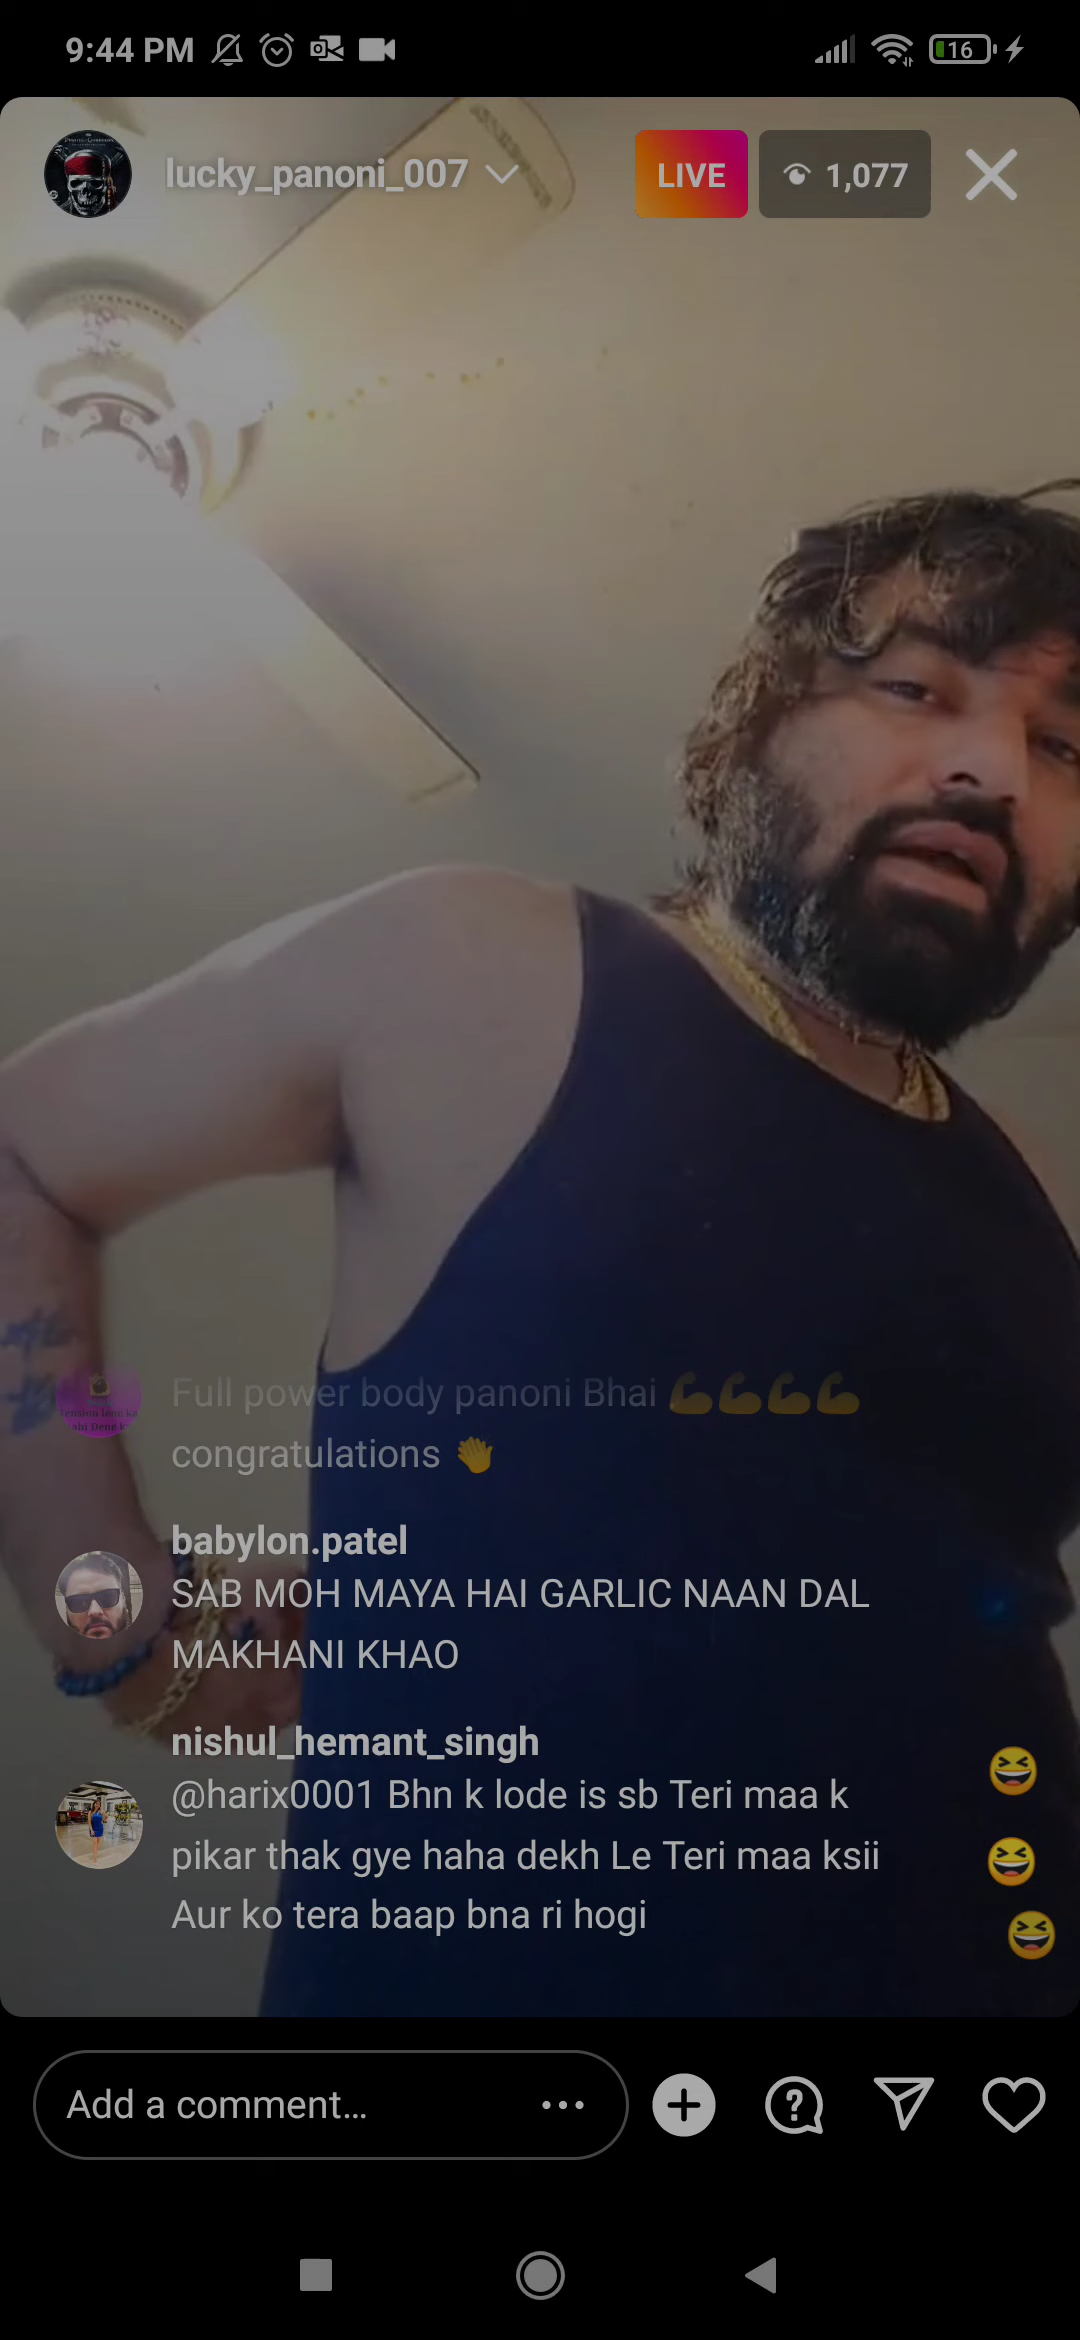 9:44 PM
16
lucky_panoni_007
LIVE
1,077
Full power body panoni Bhai 💪💪💪💪
congratulations 👏
babylon.patel
SAB MOH MAYA HAI GARLIC NAAN DAL
MAKHANI KHAO
nishul_hemant_singh
@harix0001 Bhn k lode is sb Teri maa k
pikar thak gye haha dekh Le Teri maa ksii
Aur ko tera baap bna ri hogi
Add a comment...